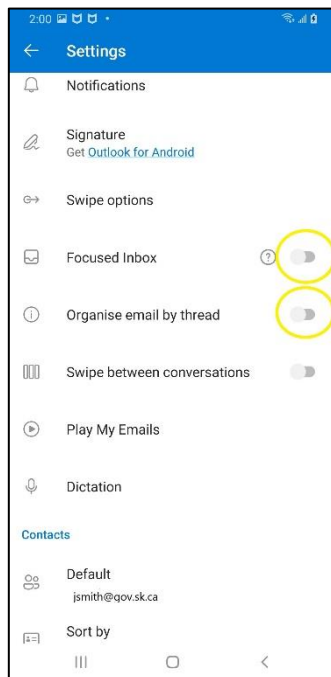 2:00
Settings
Notifications
Signature
Get Outlook for Android
Swipe options
Focused Inbox
Organise email by thread
Swipe between conversations
Play My Emails
Dictation
Contacts
Default
jsmith@gov.sk.ca
Sort by